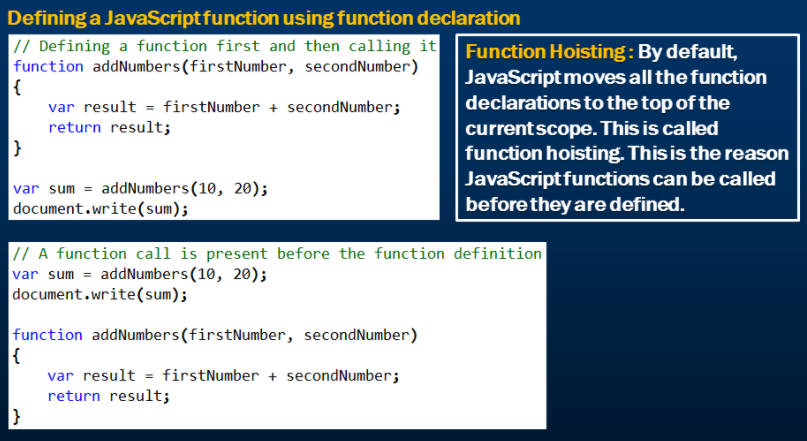 Defining a JavaScript function using function declaration
// Defining a function first and then calling it
function addNumbers(firstNumber, secondNumber)
{
    var result = firstNumber + secondNumber;
    return result;
}

var sum = addNumbers(10, 20);
document.write(sum);
Function Hoisting : By default,
JavaScript moves all the function
declarations to the top of the
current scope. This is called
function hoisting. This is the reason
JavaScript functions can be called
before they are defined.
// A function call is present before the function definition
var sum = addNumbers(10, 20);
document.write(sum);

function addNumbers(firstNumber, secondNumber)
{
    var result = firstNumber + secondNumber;
    return result;
}